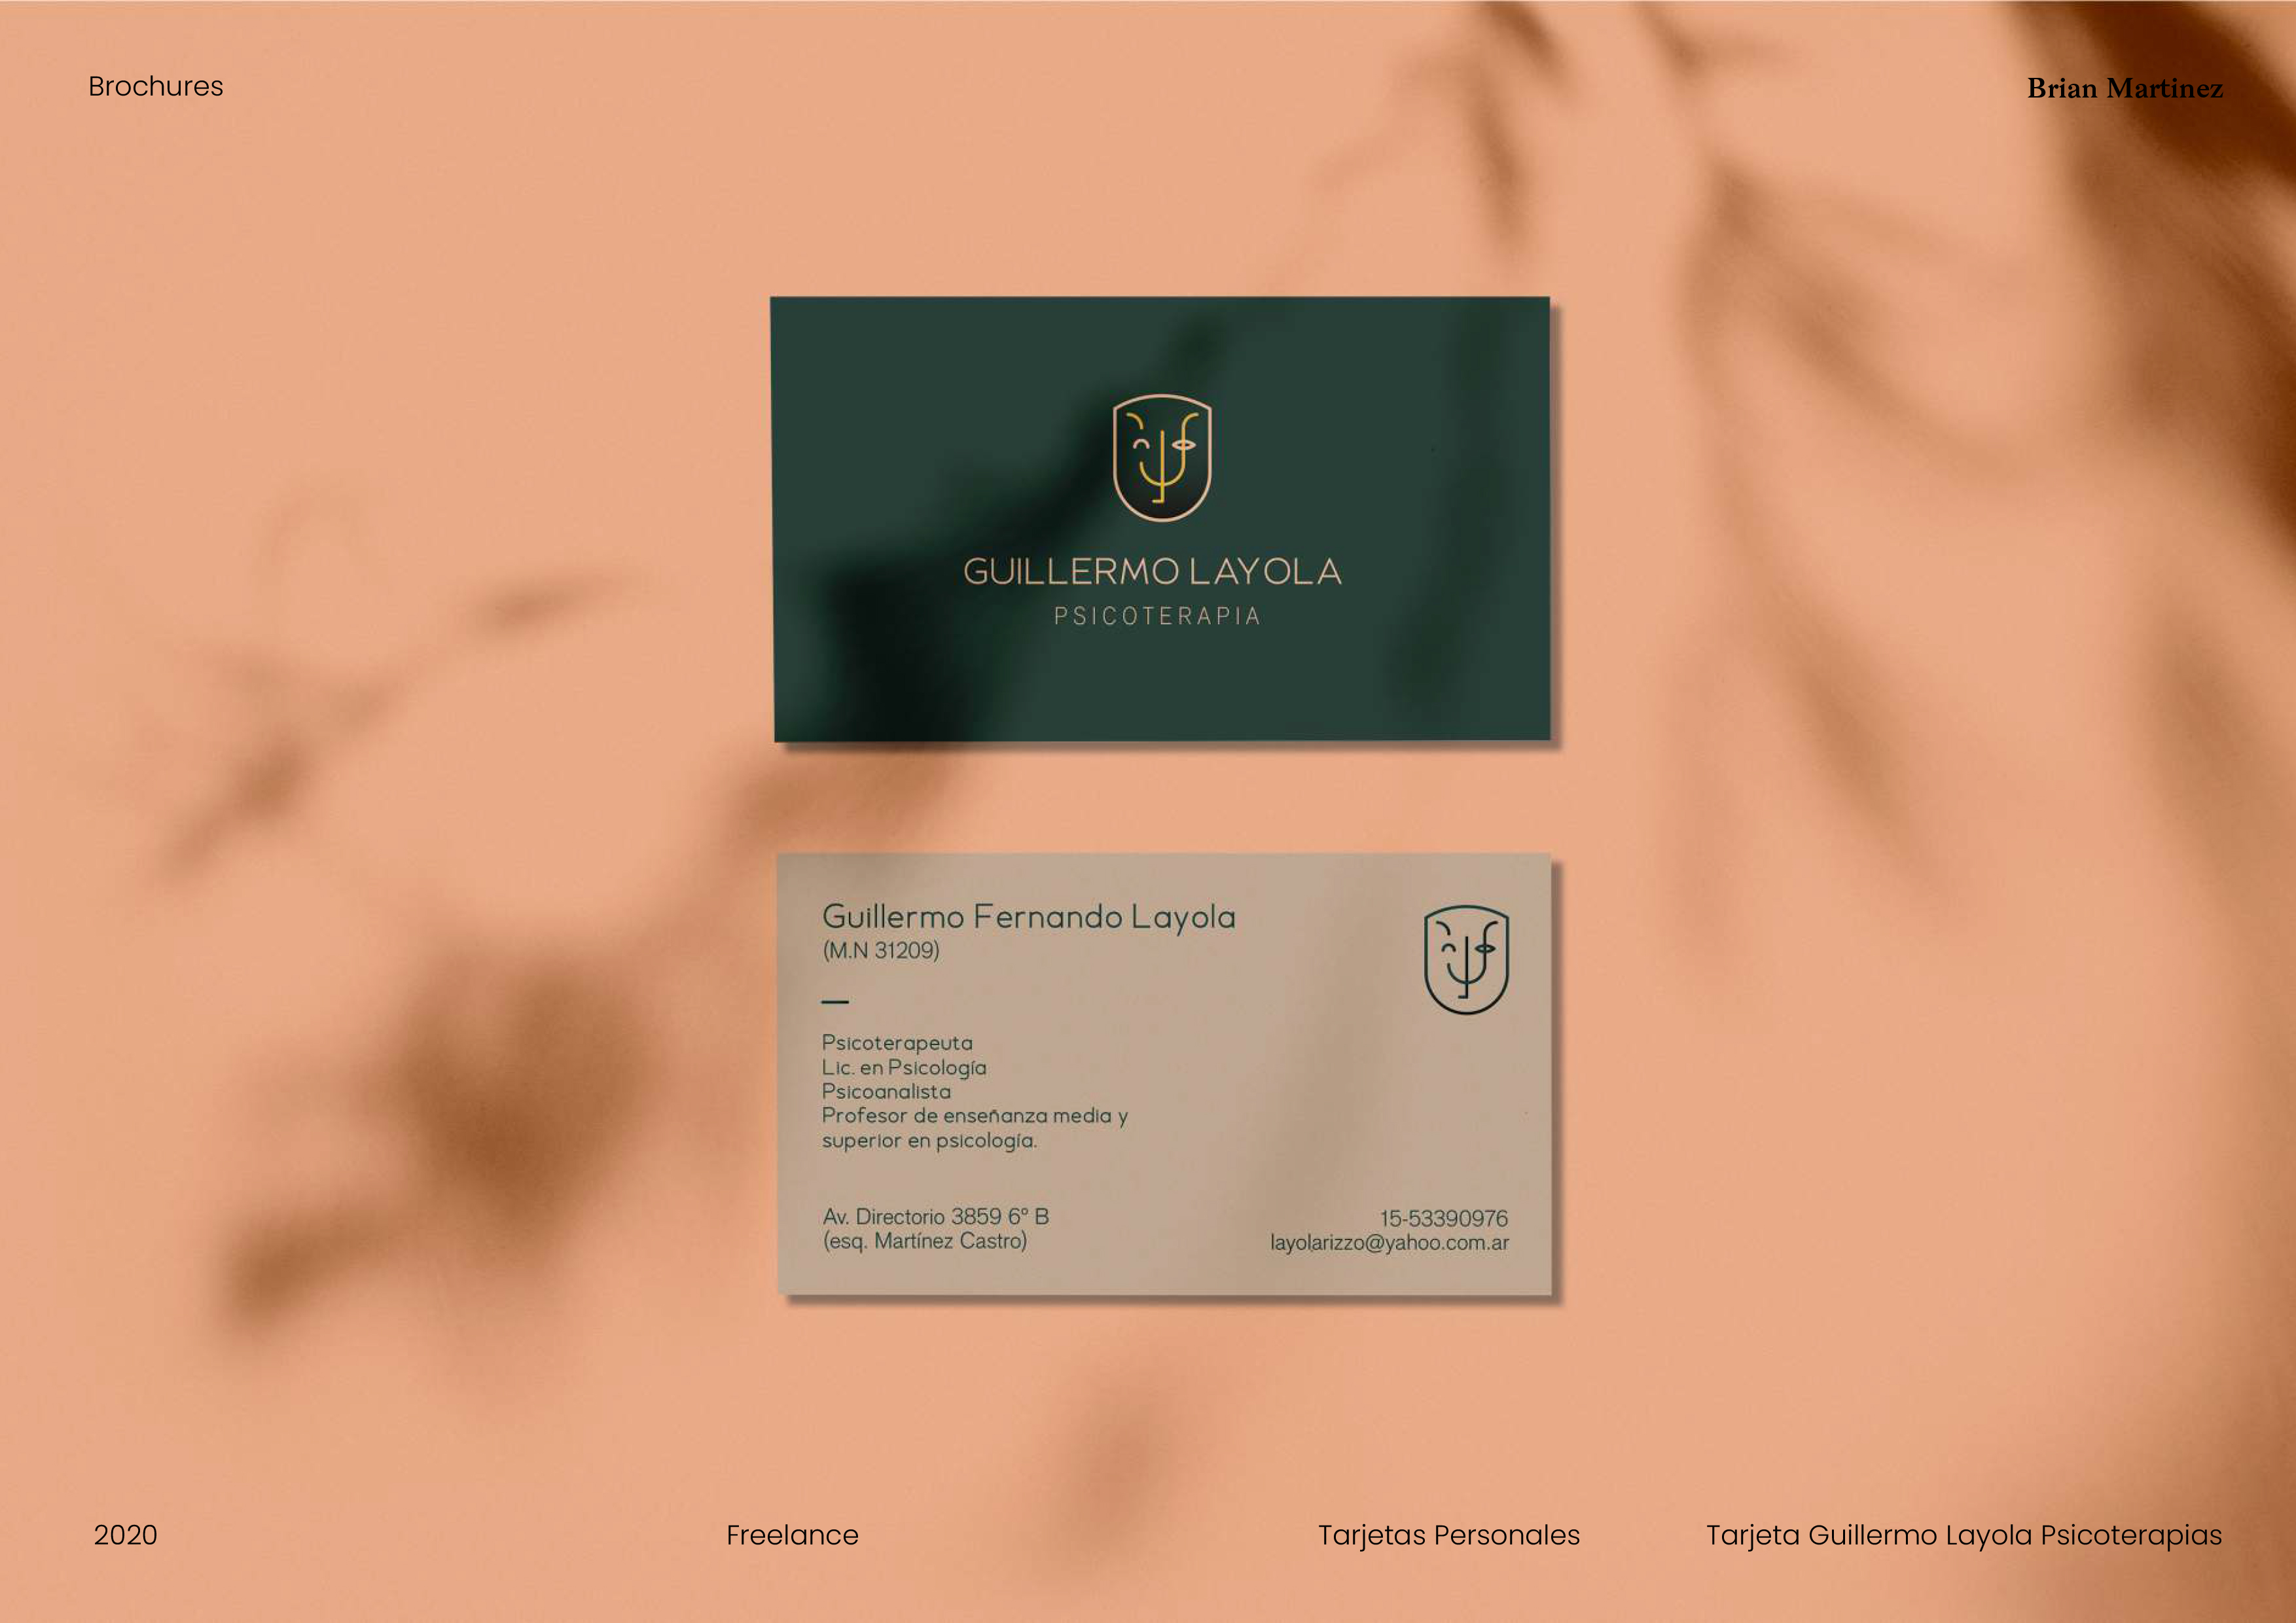 Brochures
Brian Martinez
GUILLERMO LAYOLA
PSICOTERAPIA
Guillermo Fernando Layola
(M.N 31209)
Psicoterapeuta
Lic. en Psicología
Psicoanalista
Profesor de enseñanza media y
superior en psicología.
Av. Directorio 3859 6° B
(esq. Martínez Castro)
15-53390976
layolarizzo@yahoo.com.ar
2020
Freelance
Tarjetas Personales
Tarjeta Guillermo Layola Psicoterapias